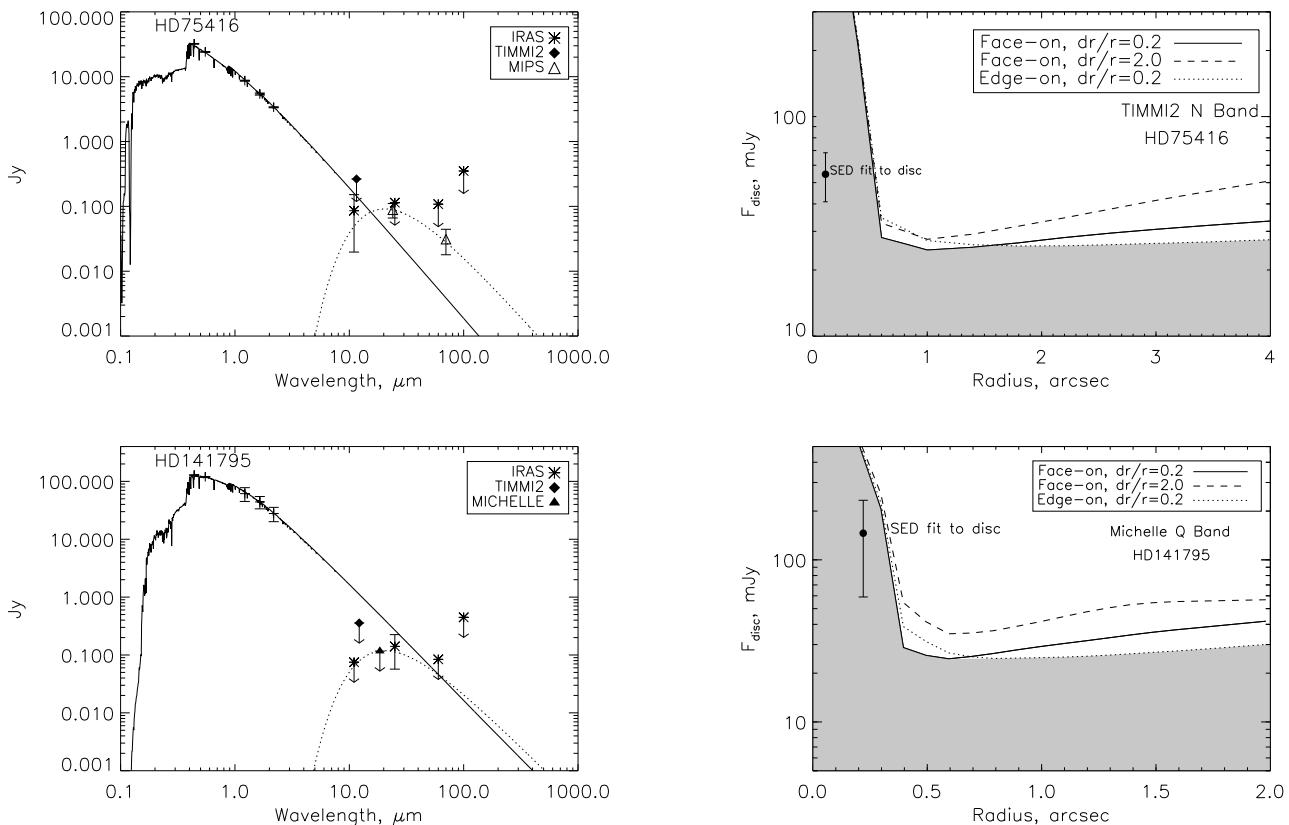 HD75416
IRAS
TIMMI2
MIPS
100.000
10.000
1.000
0.100
0.010
0.001
Jy
0.1 1.0 10.0 100.0 1000.0
Wavelength, μm
Face-on, dr/r=0.2
Face-on, dr/r=2.0
Edge-on, dr/r=0.2
TIMMI2 N Band
HD75416
SED fit to disc
100
10
F_disc, mJy
0 1 2 3 4
Radius, arcsec
HD141795
IRAS
TIMMI2
MICHELLE
100.000
10.000
1.000
0.100
0.010
0.001
Jy
0.1 1.0 10.0 100.0 1000.0
Wavelength, μm
Face-on, dr/r=0.2
Face-on, dr/r=2.0
Edge-on, dr/r=0.2
Michelle Q Band
HD141795
SED fit to disc
100
10
F_disc, mJy
0.0 0.5 1.0 1.5 2.0
Radius, arcsec